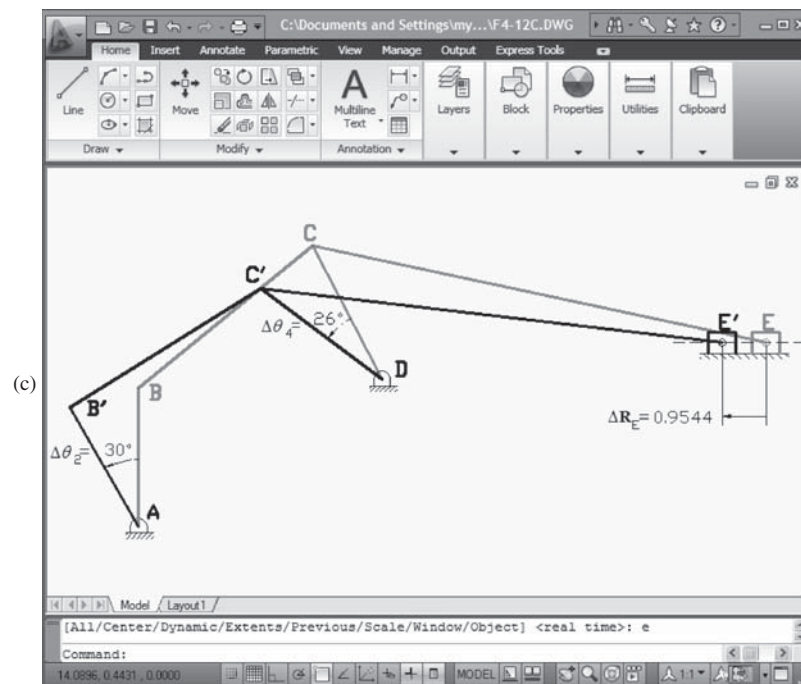 C:\Documents and Settings\my...\F4-12C.DWG
Home Insert Annotate Parametric View Manage Output Express Tools
Line
Move
A
Multiline Text
Layers
Block
Properties
Utilities
Clipboard
Draw
Modify
Annotation
C
C'
Δθ4= 26°
E' E
D
(c)
B
B'
ΔRE= 0.9544
Δθ2= 30°
A
Model Layout1
[All/Center/Dynamic/Extents/Previous/Scale/Window/Object] <real time>: e
Command:
14.0896, 0.4431 , 0.0000
MODEL
1:1